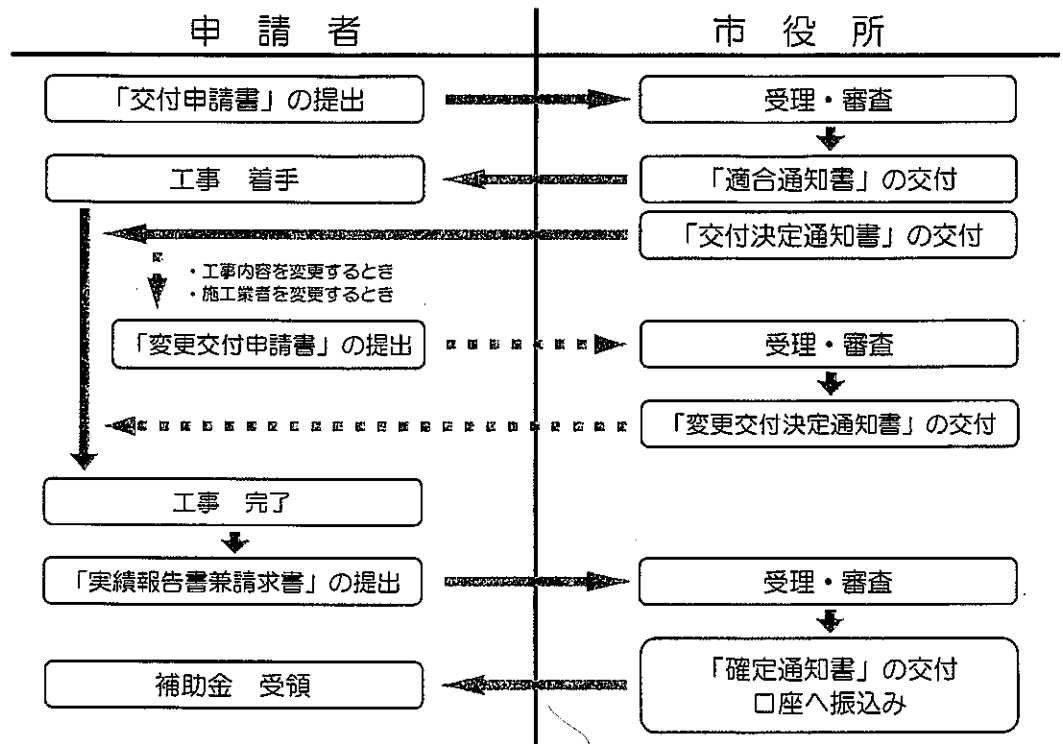 申請者
市役所
「交付申請書」の提出
受理・審査
工事 着手
「適合通知書」の交付
「交付決定通知書」の交付
・工事内容を変更するとき
・施工業者を変更するとき
「変更交付申請書」の提出
受理・審査
「変更交付決定通知書」の交付
工事 完了
「実績報告書兼請求書」の提出
受理・審査
補助金 受領
「確定通知書」の交付
口座へ振込み